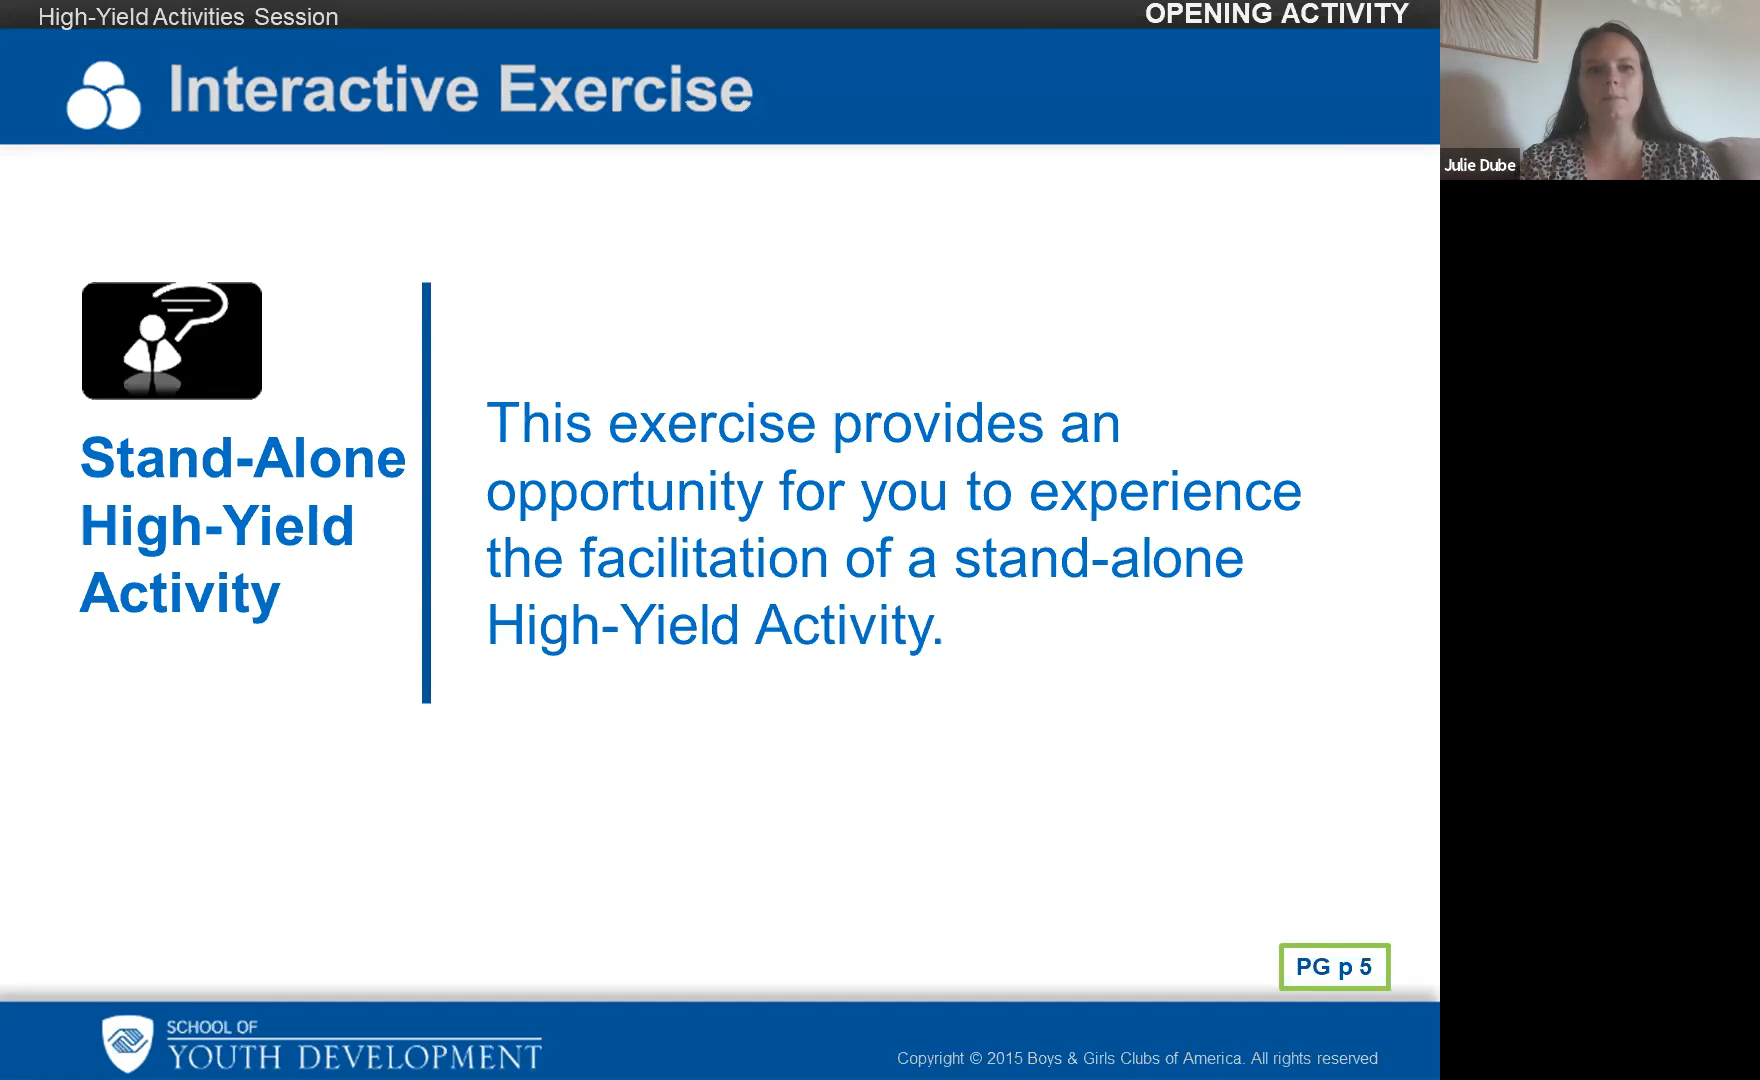 High-Yield Activities Session
OPENING ACTIVITY
Interactive Exercise
Julie Dube
Stand-Alone
High-Yield
Activity
This exercise provides an
opportunity for you to experience
the facilitation of a stand-alone
High-Yield Activity.
PG p 5
SCHOOL OF
YOUTH DEVELOPMENT
Copyright © 2015 Boys & Girls Clubs of America. All rights reserved